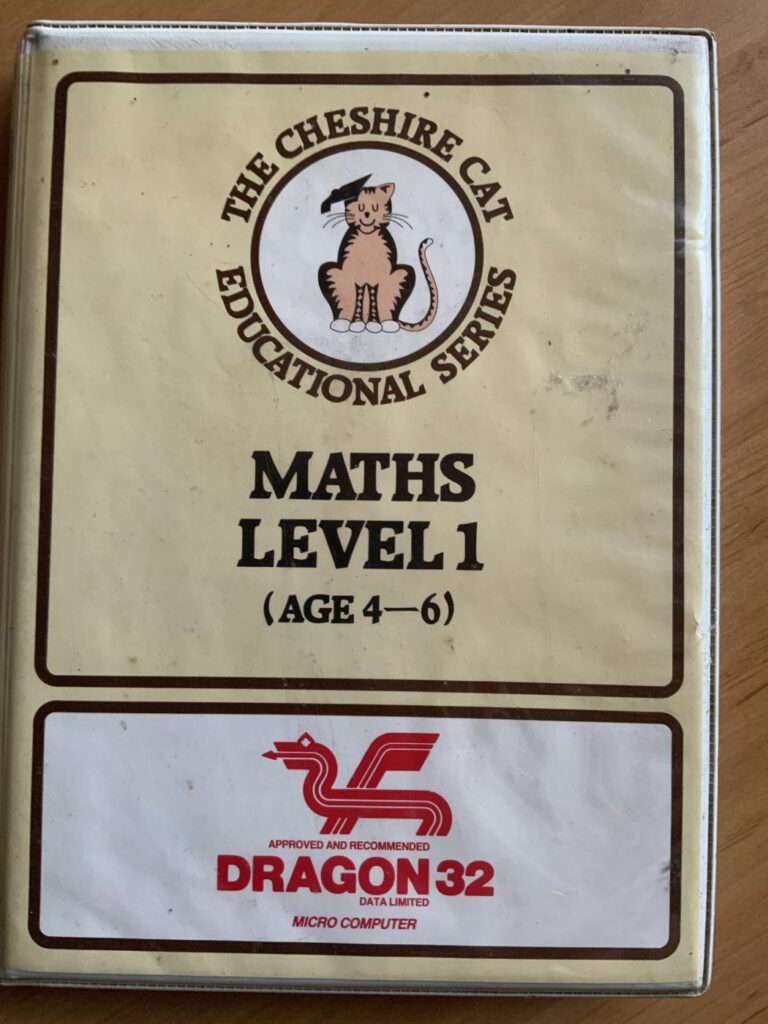 THE CHESHIRE CAT
EDUCATIONAL SERIES
MATHS
LEVEL 1
(AGE 4—6)
APPROVED AND RECOMMENDED
DRAGON 32
DATA LIMITED
MICRO COMPUTER